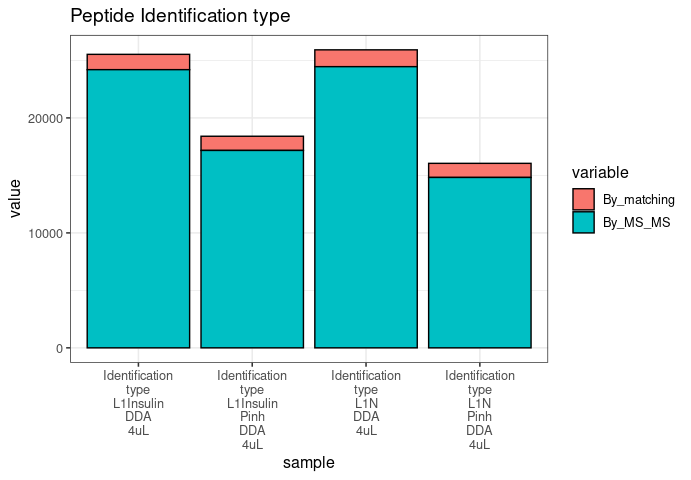 Peptide Identification type
value
20000
10000
0
Identification
type
L1Insulin
DDA
4uL
Identification
type
L1Insulin
Pinh
DDA
4uL
Identification
type
L1N
DDA
4uL
Identification
type
L1N
Pinh
DDA
4uL
sample
variable
By_matching
By_MS_MS